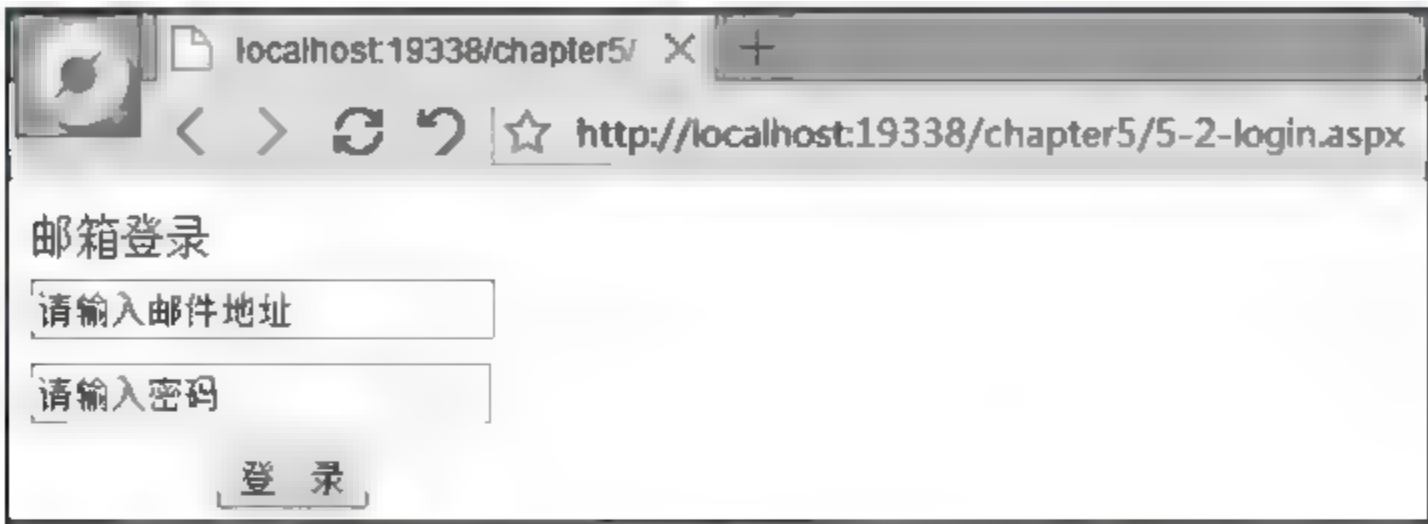 localhost:19338/chapter5/
http://localhost:19338/chapter5/5-2-login.aspx
邮箱登录
请输入邮件地址
请输入密码
登 录